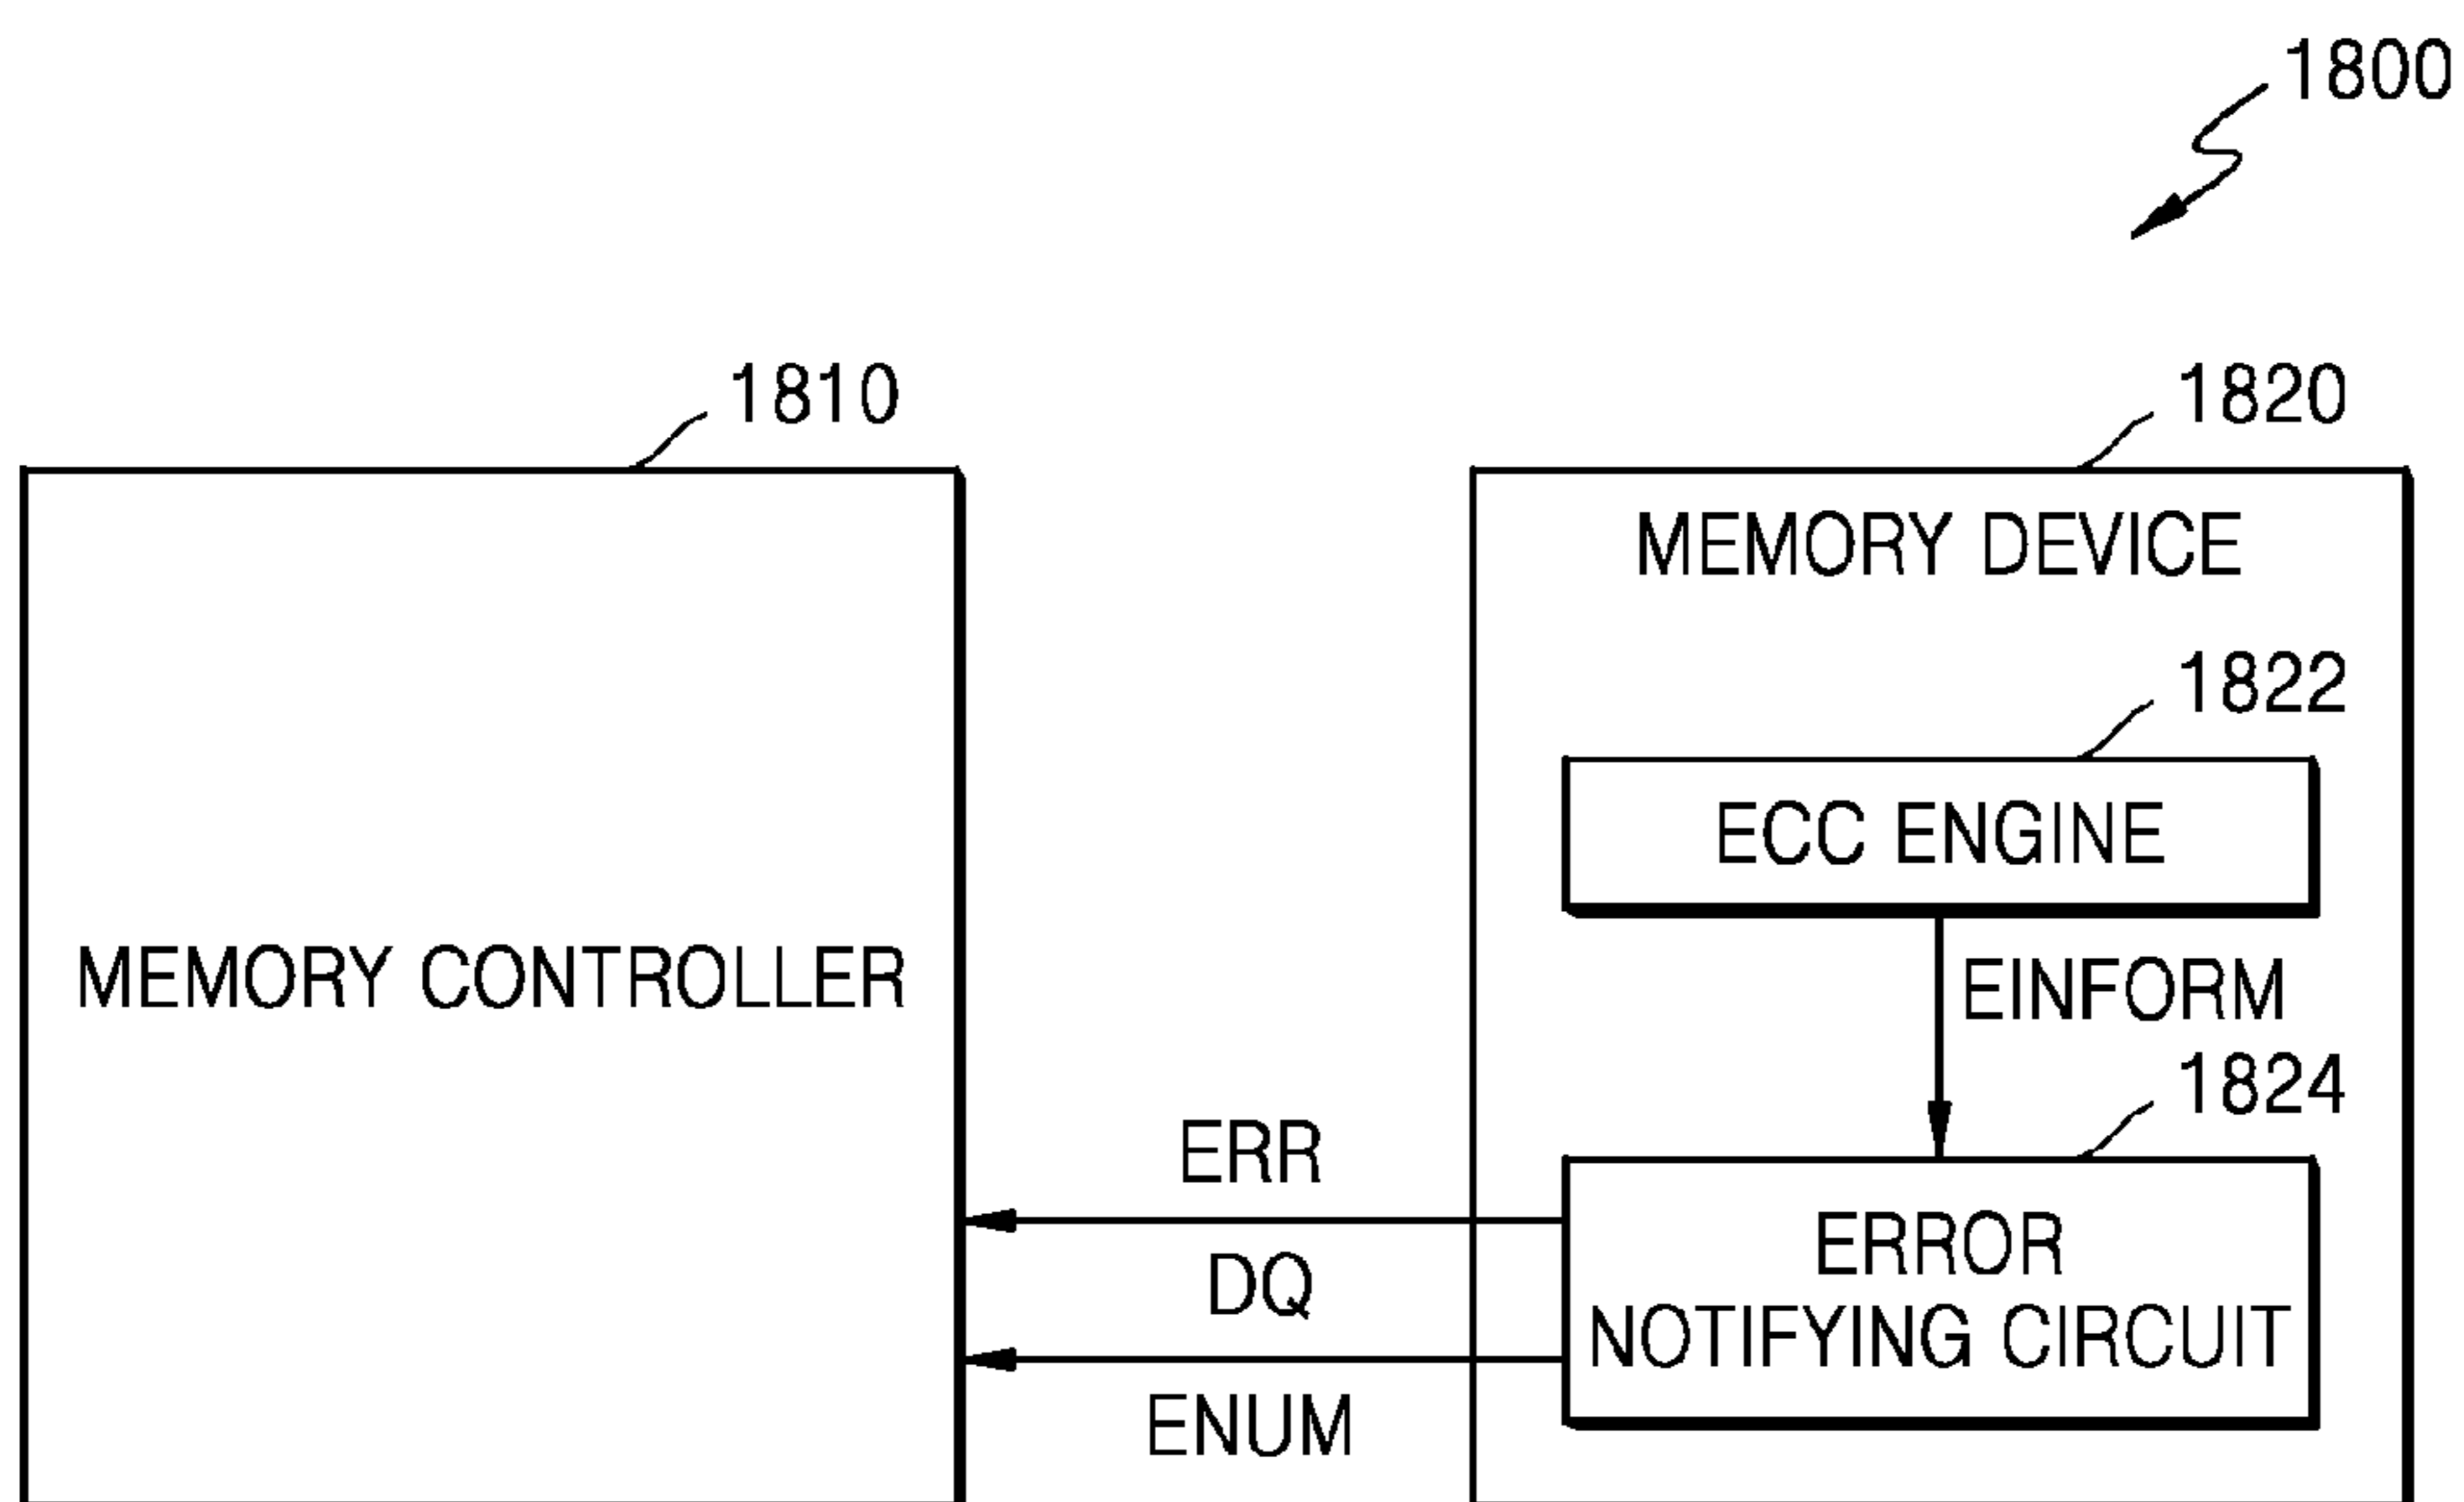 1800
1810
1820
MEMORY DEVICE
1822
ECC ENGINE
MEMORY CONTROLLER
EINFORM
1824
ERR
ERROR
DQ
NOTIFYING CIRCUIT
ENUM